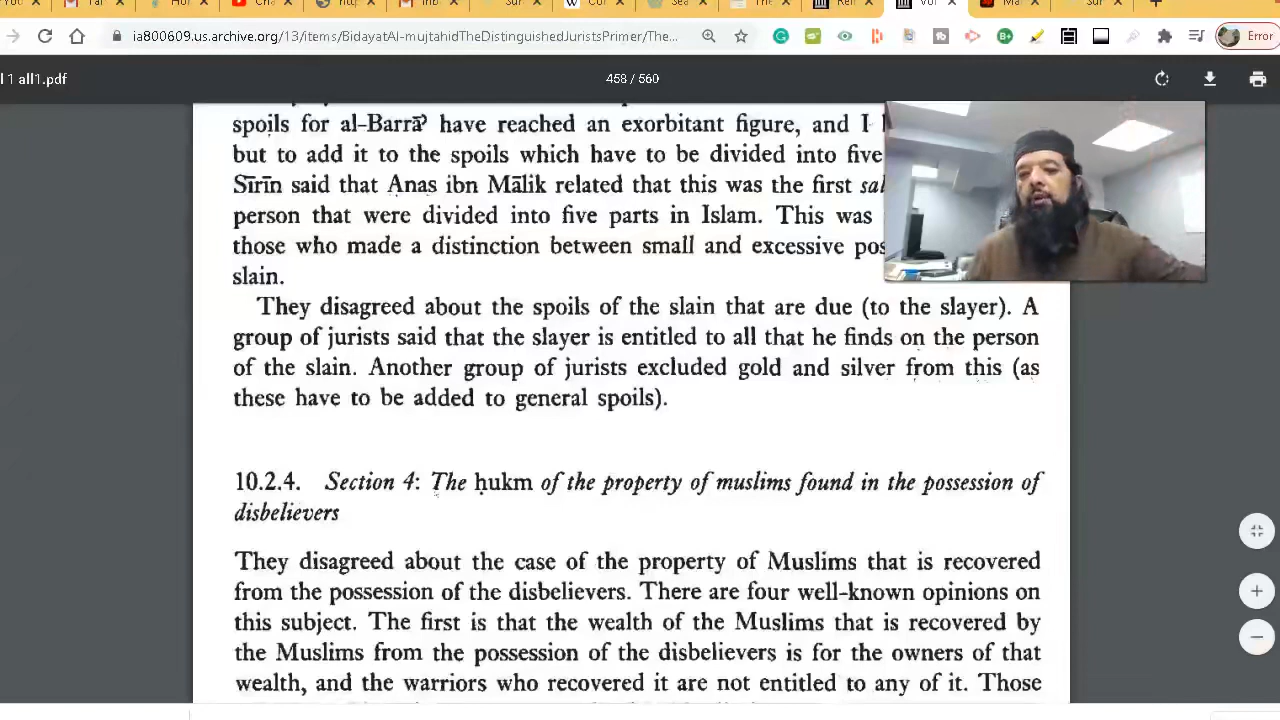 ia800609.us.archive.org/13/items/BidayatAl-mujtahidTheDistinguishedJuristsPrimer/The...
Error
l 1 all1.pdf
458 / 560
spoils for al-Barrāʾ have reached an exorbitant figure, and I
but to add it to the spoils which have to be divided into five
Sīrīn said that Anas ibn Mālik related that this was the first
person that were divided into five parts in Islam. This was
those who made a distinction between small and excessive
slain.
They disagreed about the spoils of the slain that are due (to the slayer). A
group of jurists said that the slayer is entitled to all that he finds on the person
of the slain. Another group of jurists excluded gold and silver from this (as
these have to be added to general spoils).
10.2.4. Section 4: The ḥukm of the property of muslims found in the possession of
disbelievers
They disagreed about the case of the property of Muslims that is recovered
from the possession of the disbelievers. There are four well-known opinions on
this subject. The first is that the wealth of the Muslims that is recovered by
the Muslims from the possession of the disbelievers is for the owners of that
wealth, and the warriors who recovered it are not entitled to any of it. Those